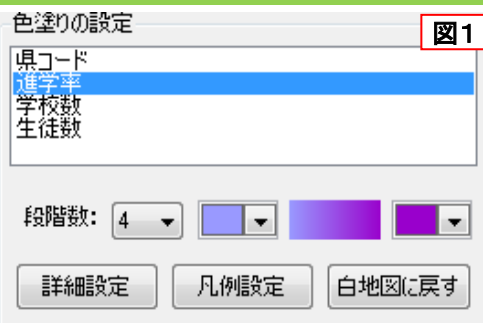 色塗りの設定
図1
県コード
進学率
学校数
生徒数
段階数: 4
詳細設定 凡例設定 白地図に戻す